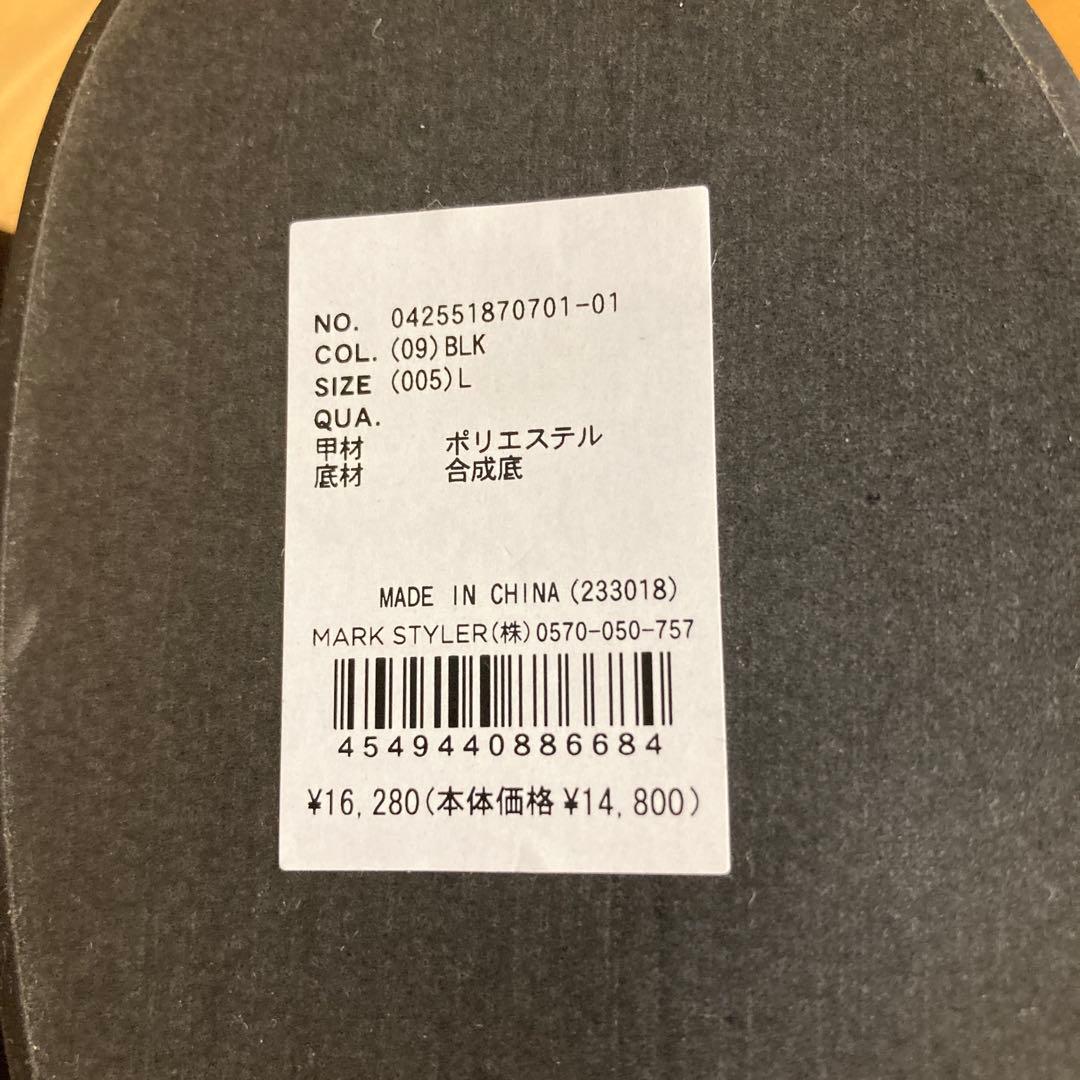 NO. 042551870701-01
COL. (09)BLK
SIZE (005)L
QUA.
甲材 ポリエステル
底材 合成底
MADE IN CHINA(233018)
MARK STYLER(株)0570-050-757
4549440886684
¥16,280(本体価格¥14,800)